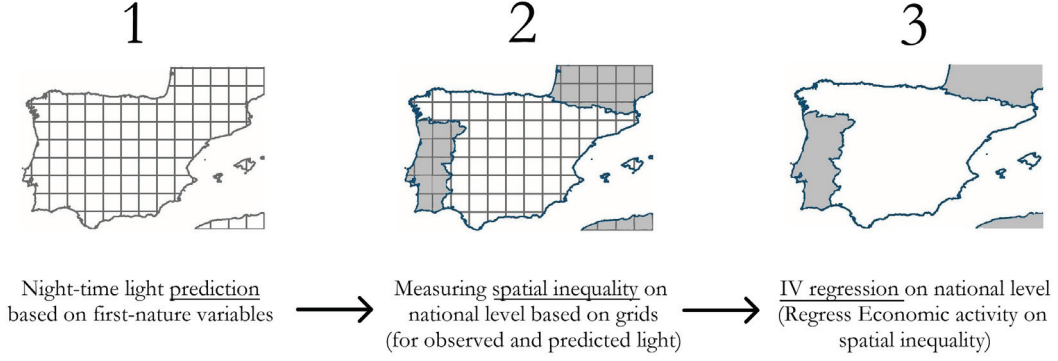 1
2
3
Night-time light prediction
based on first-nature variables
Measuring spatial inequality on
national level based on grids
(for observed and predicted light)
IV regression on national level
(Regress Economic activity on
spatial inequality)